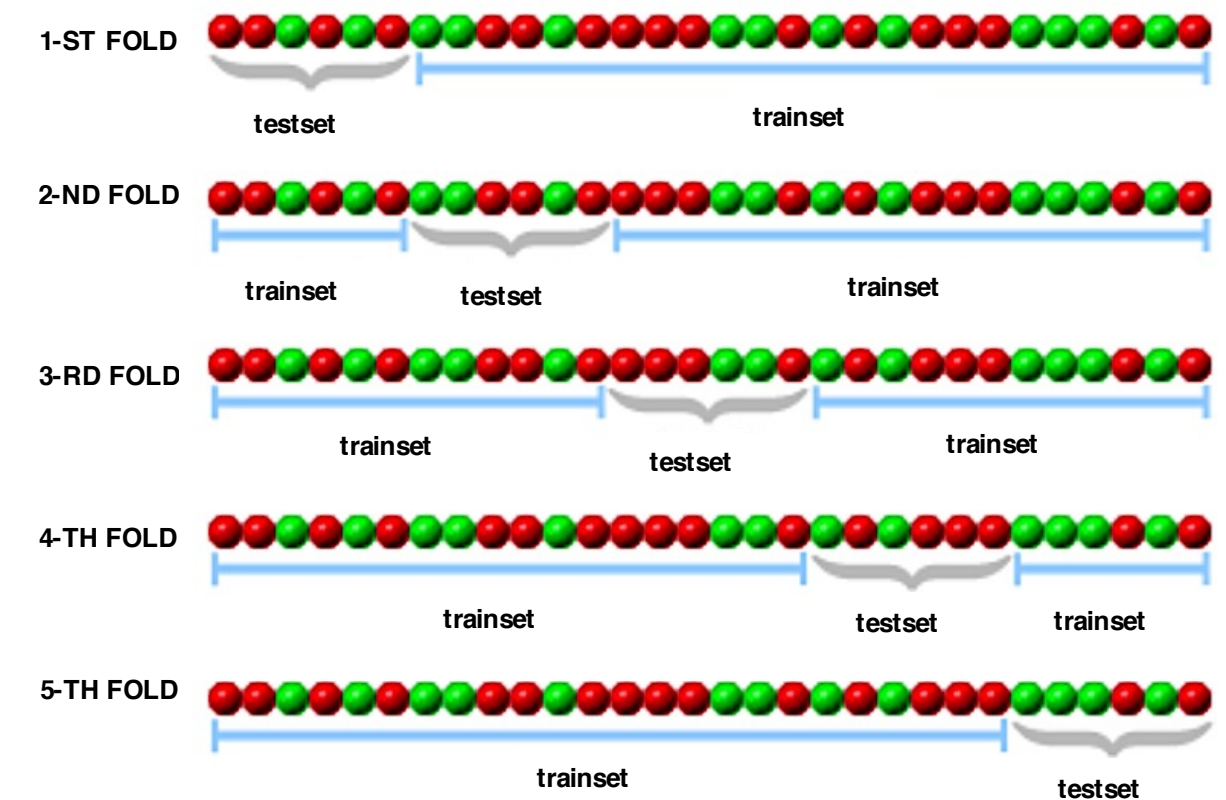 1-ST FOLD
testset
trainset
2-ND FOLD
trainset
testset
trainset
3-RD FOLD
trainset
testset
trainset
4-TH FOLD
trainset
testset
trainset
5-TH FOLD
trainset
testset